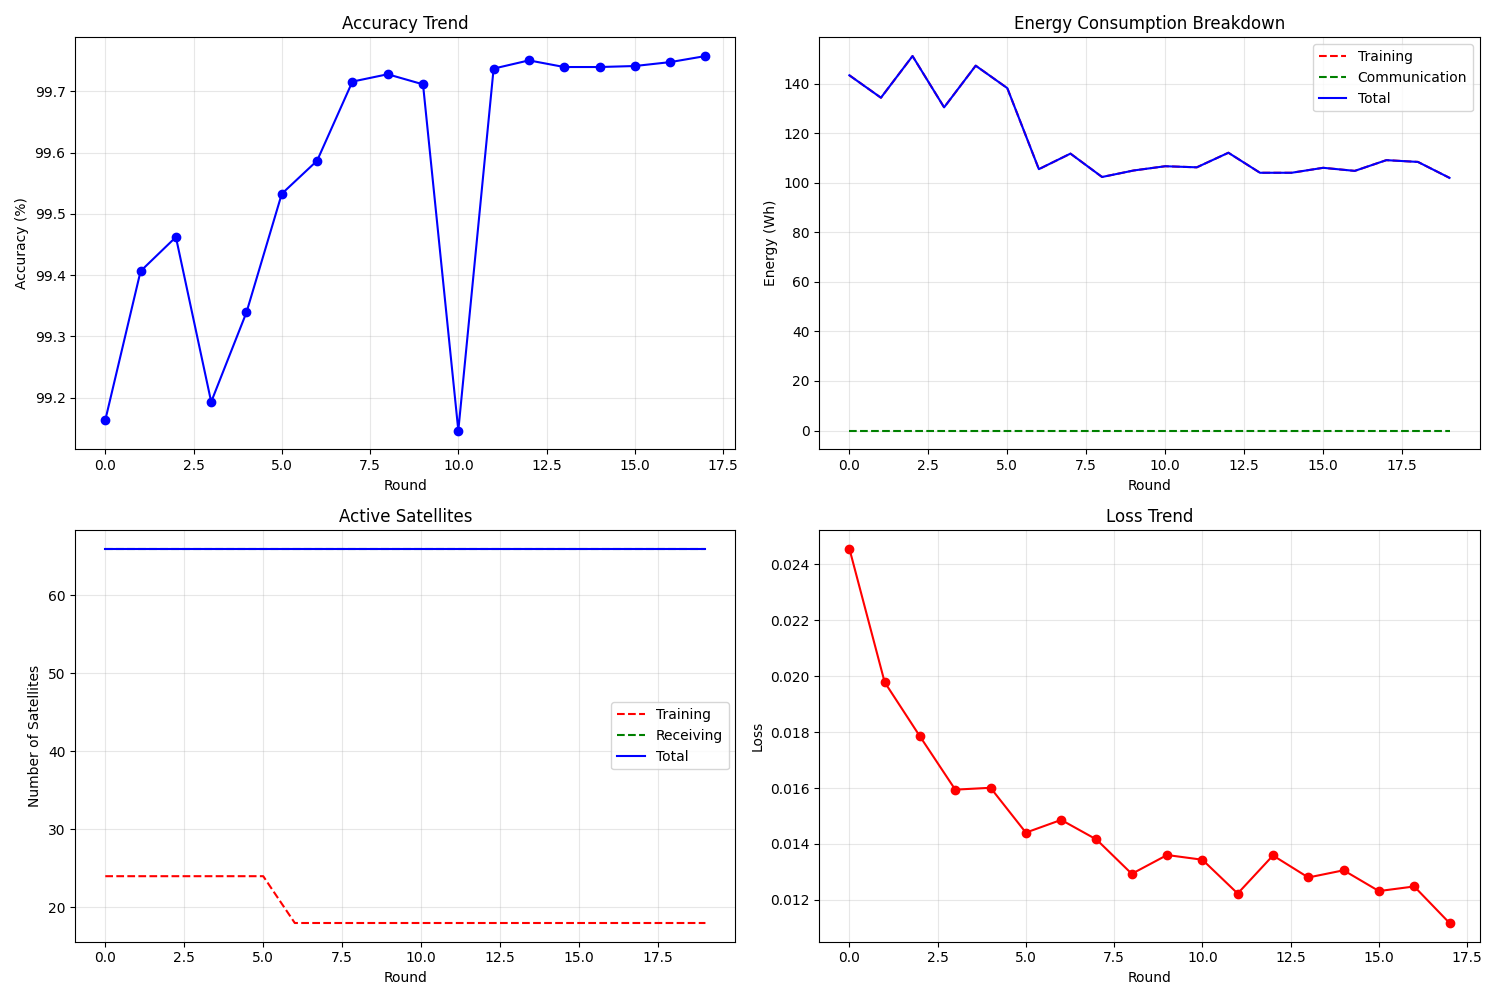 Accuracy Trend
99.7
99.6
99.5
99.4
99.3
99.2
Accuracy (%)
0.0 2.5 5.0 7.5 10.0 12.5 15.0 17.5
Round
Energy Consumption Breakdown
Training
Communication
Total
140
120
100
80
60
40
20
0
Energy (Wh)
0.0 2.5 5.0 7.5 10.0 12.5 15.0 17.5
Round
Active Satellites
60
50
40
30
20
Number of Satellites
Training
Receiving
Total
0.0 2.5 5.0 7.5 10.0 12.5 15.0 17.5
Round
Loss Trend
0.024
0.022
0.020
0.018
0.016
0.014
0.012
Loss
0.0 2.5 5.0 7.5 10.0 12.5 15.0 17.5
Round